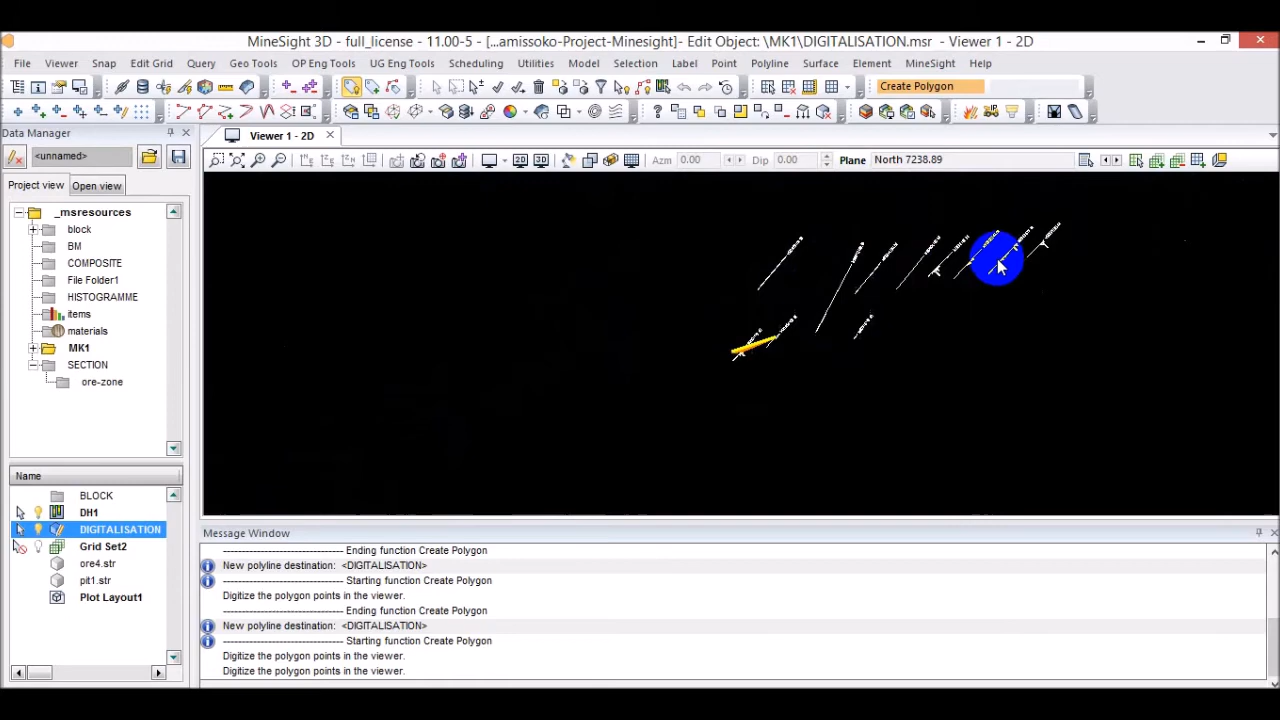 MineSight 3D - full_license - 11.00-5 - [...amissoko-Project-Minesight]- Edit Object: \MK1\DIGITALISATION.msr - Viewer 1 - 2D
File Viewer Snap Edit Grid Query Geo Tools OP Eng Tools UG Eng Tools Scheduling Utilities Model Selection Label Point Polyline Surface Element MineSight Help
Create Polygon
Data Manager
Viewer 1 - 2D
<unnamed>
2D 3D Azm 0.00 Dip 0.00 Plane North 7238.89
Project view Open view
_msresources
block
BM
COMPOSITE
File Folder1
HISTOGRAMME
items
materials
MK1
SECTION
ore-zone
Name
BLOCK
DH1
DIGITALISATION
Grid Set2
ore4.str
pit1.str
Plot Layout1
Message Window
-------------------------------- Ending function Create Polygon
New polyline destination: <DIGITALISATION>
-------------------------------- Starting function Create Polygon
Digitize the polygon points in the viewer.
-------------------------------- Ending function Create Polygon
New polyline destination: <DIGITALISATION>
-------------------------------- Starting function Create Polygon
Digitize the polygon points in the viewer.
Digitize the polygon points in the viewer.